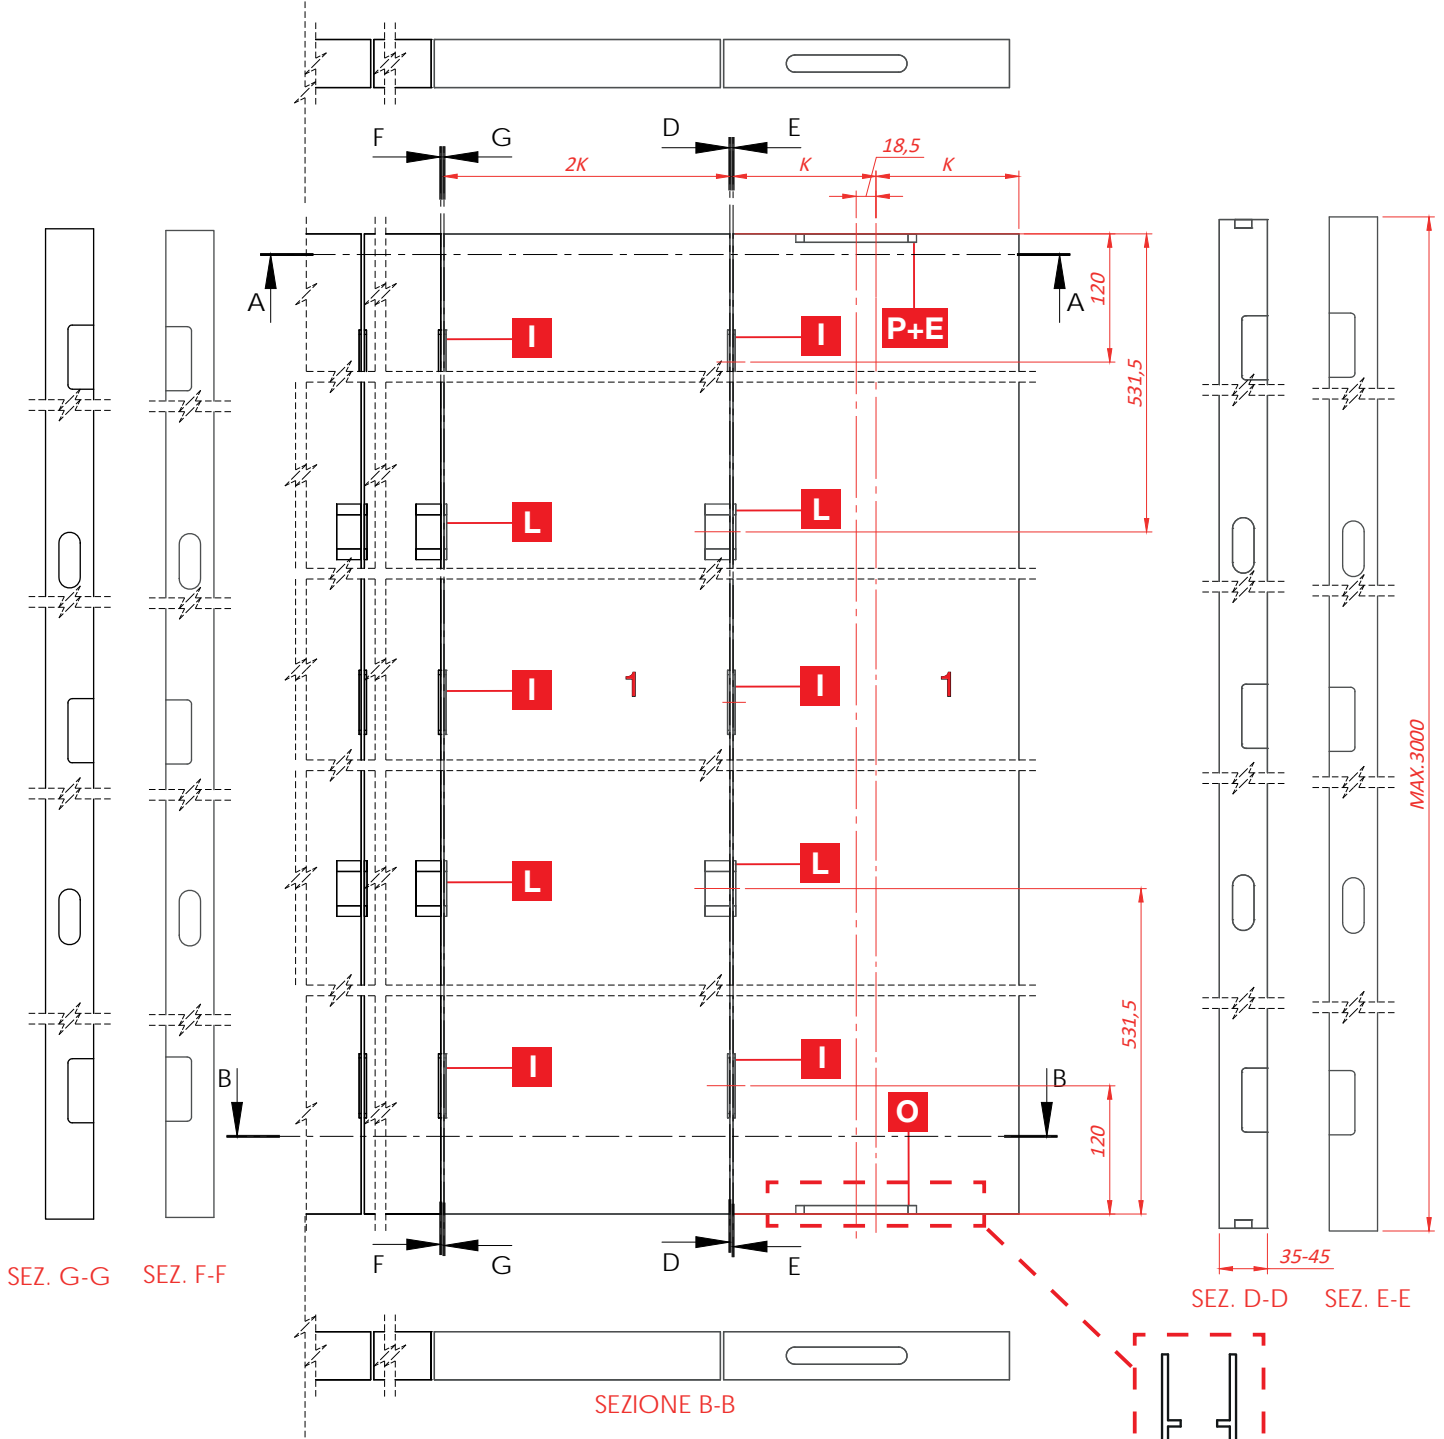 F
G
D
E
18,5
2K
K
K
A
A
120
531,5
I
I
P+E
L
L
I
1
I
1
MAX.3000
L
L
531,5
I
I
B
B
O
120
F
G
D
E
35-45
SEZ. G-G
SEZ. F-F
SEZ. D-D
SEZ. E-E
SEZIONE B-B